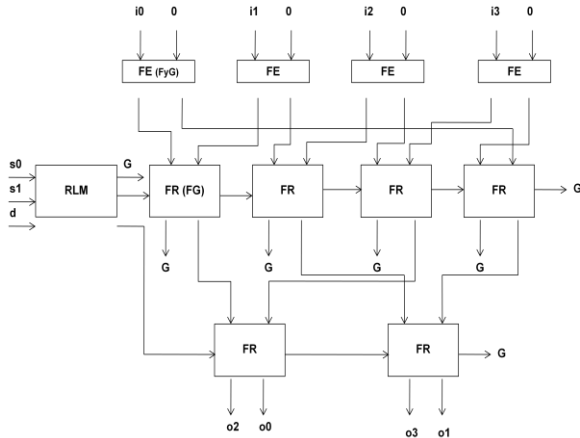 i0 0 i1 0 i2 0 i3 0
FE (FyG) FE FE FE
s0 G
s1 RLM FR (FG) FR FR FR G
d
G G G G
FR FR G
o2 o0 o3 o1